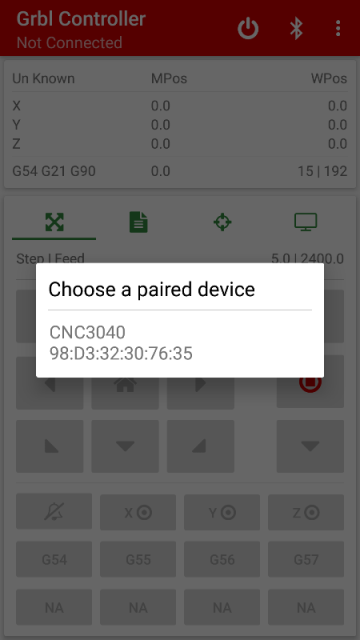 Grbl Controller
Not Connected
Un Known MPos WPos
X 0.0 0.0
Y 0.0 0.0
Z 0.0 0.0
G54 G21 G90 15 | 192
Step | Feed 5.0 | 2400.0
Choose a paired device
CNC3040
98:D3:32:30:76:35
X Y Z
G54 G55 G56 G57
NA NA NA NA